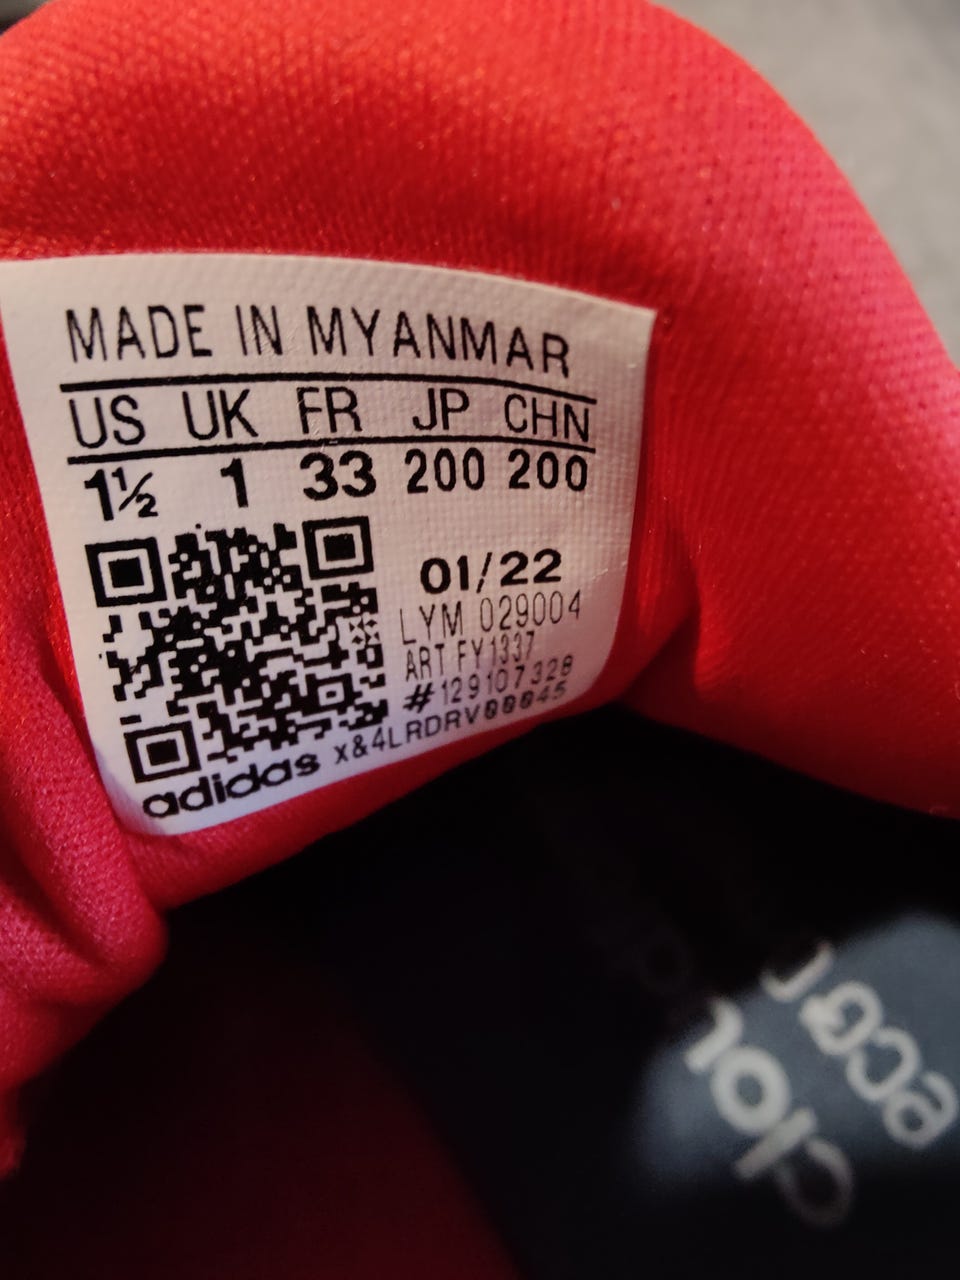 MADE IN MYANMAR
US UK FR JP CHN
1½ 1 33 200 200
01/22
LYM 029004
ART FY1337
#129107328
x&4LRDRV00045
adidas